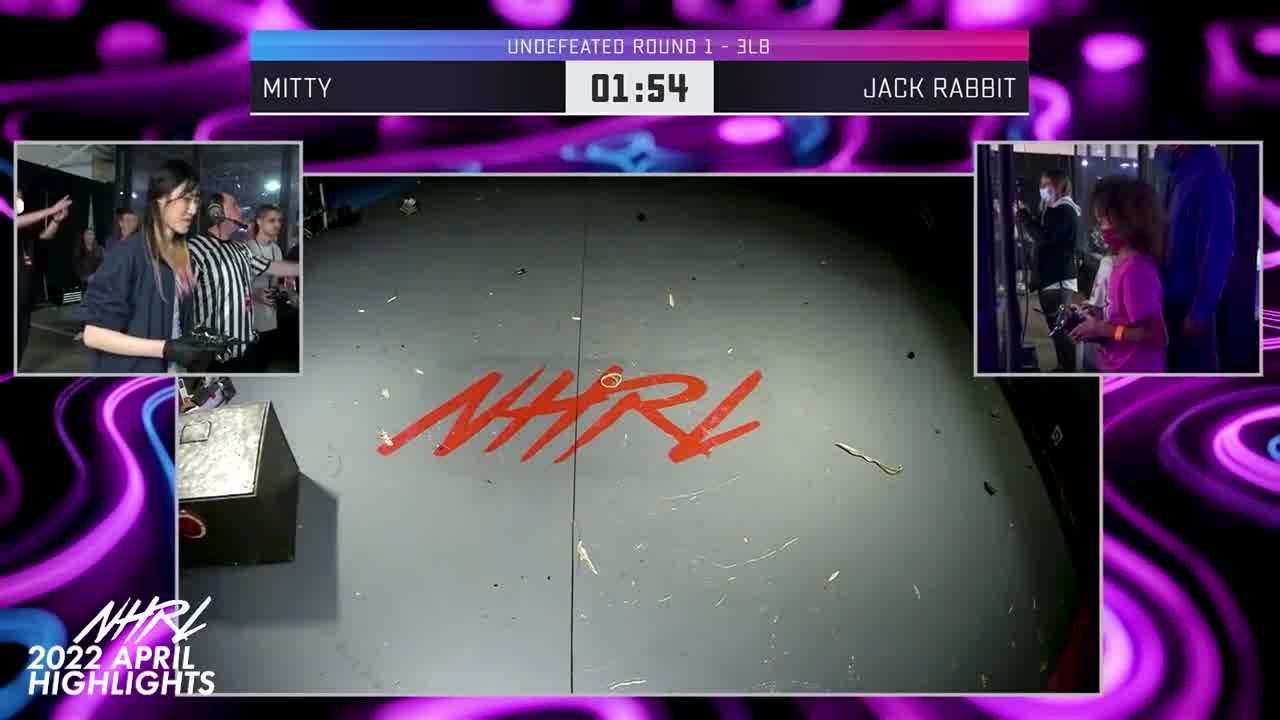 UNDEFEATED ROUND 1 - 3LB
MITTY
01:54
JACK RABBIT
NHRL
NHRL
2022 APRIL
HIGHLIGHTS